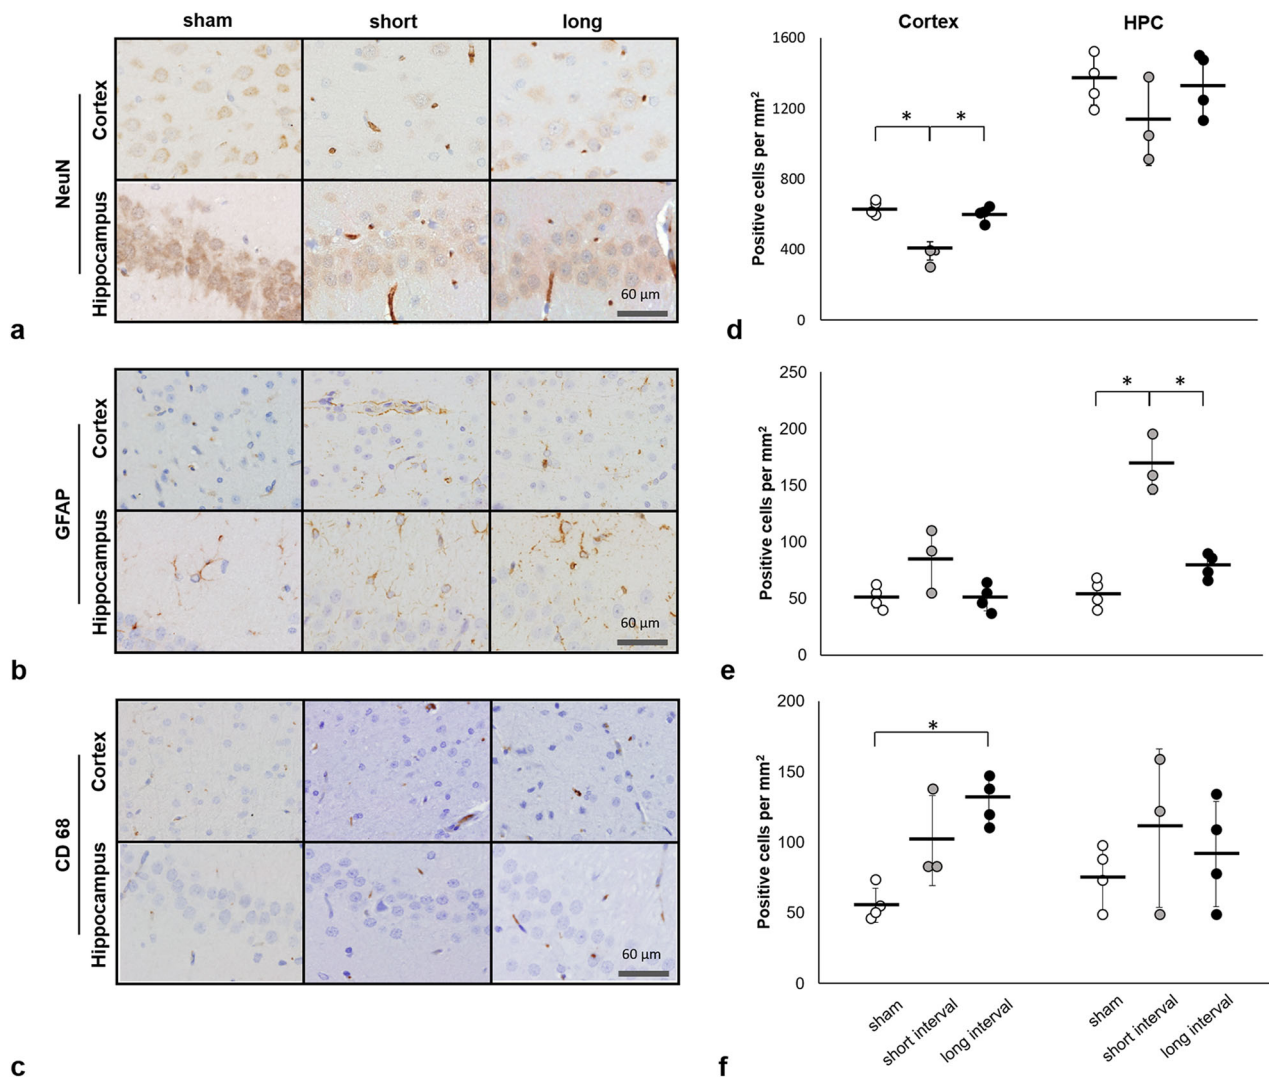 sham short long
Cortex HPC
NeuN
Cortex
Hippocampus
60 μm
a
Positive cells per mm2
1600
1200
800
400
0
* *
d
GFAP
Cortex
Hippocampus
60 μm
b
Positive cells per mm2
250
200
150
100
50
0
* *
e
CD 68
Cortex
Hippocampus
60 μm
c
Positive cells per mm2
200
150
100
50
0
*
sham short interval long interval sham short interval long interval
f